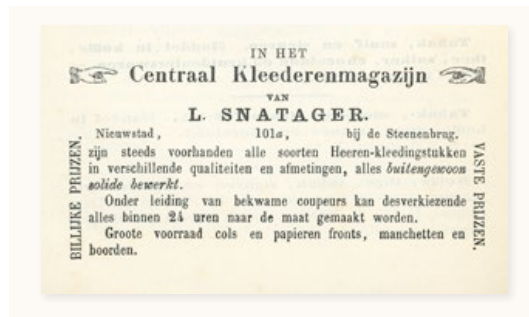 IN HET
Centraal Kleederenmagazijn
VAN
L. SNATAGER.
Nieuwstad, 101a, bij de Steenenbrug.
zijn steeds voorhanden alle soorten Heeren-kleedingstukken
in verschillende qualiteiten en afmetingen, alles buitengewoon
solide bewerkt.
Onder leiding van bekwame coupeurs kan desverkiezende
alles binnen 24 uren naar de maat gemaakt worden.
Groote voorraad cols en papieren fronts, manchetten en
boorden.
BILLIJKE PRIJZEN.
VASTE PRIJZEN.